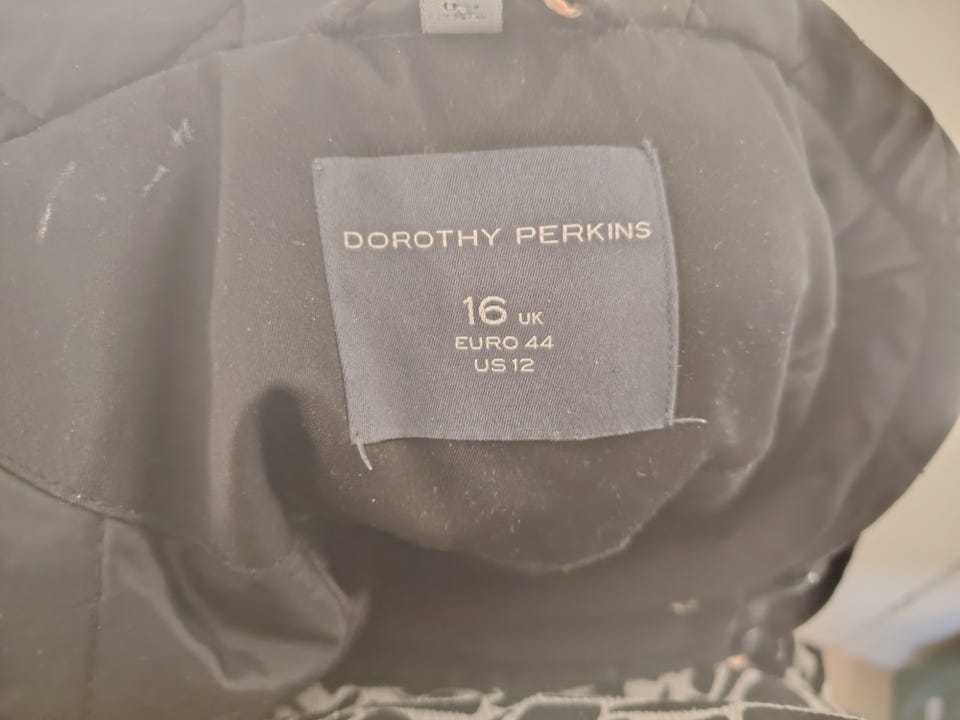 DOROTHY PERKINS
16 UK
EURO 44
US 12